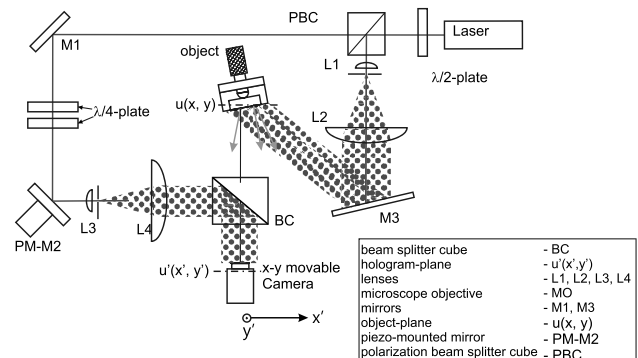 PBC
Laser
M1
L1
λ/2-plate
object
u(x, y)
L2
λ/4-plate
M3
L3
L4
BC
PM-M2
u'(x', y')
x-y movable
Camera
x'
y'
beam splitter cube - BC
hologram-plane - u'(x',y')
lenses - L1, L2, L3, L4
microscope objective - MO
mirrors - M1, M3
object-plane - u(x, y)
piezo-mounted mirror - PM-M2
polarization beam splitter cube - PBC